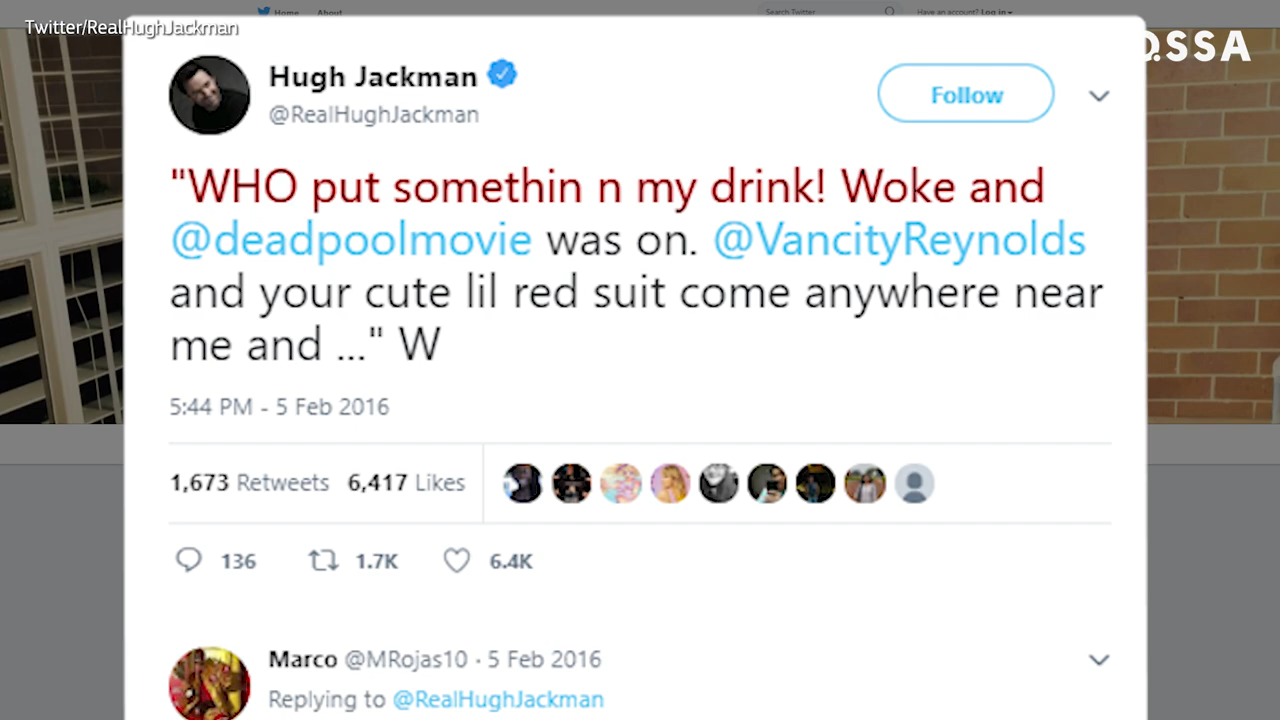 Home About Search Twitter Have an account? Log in
Twitter/RealHughJackman
QSSA
Hugh Jackman
@RealHughJackman
Follow
"WHO put somethin n my drink! Woke and
@deadpoolmovie was on. @VancityReynolds
and your cute lil red suit come anywhere near
me and ..." W
5:44 PM - 5 Feb 2016
1,673 Retweets 6,417 Likes
136 1.7K 6.4K
Marco @MRojas10 · 5 Feb 2016
Replying to @RealHughJackman